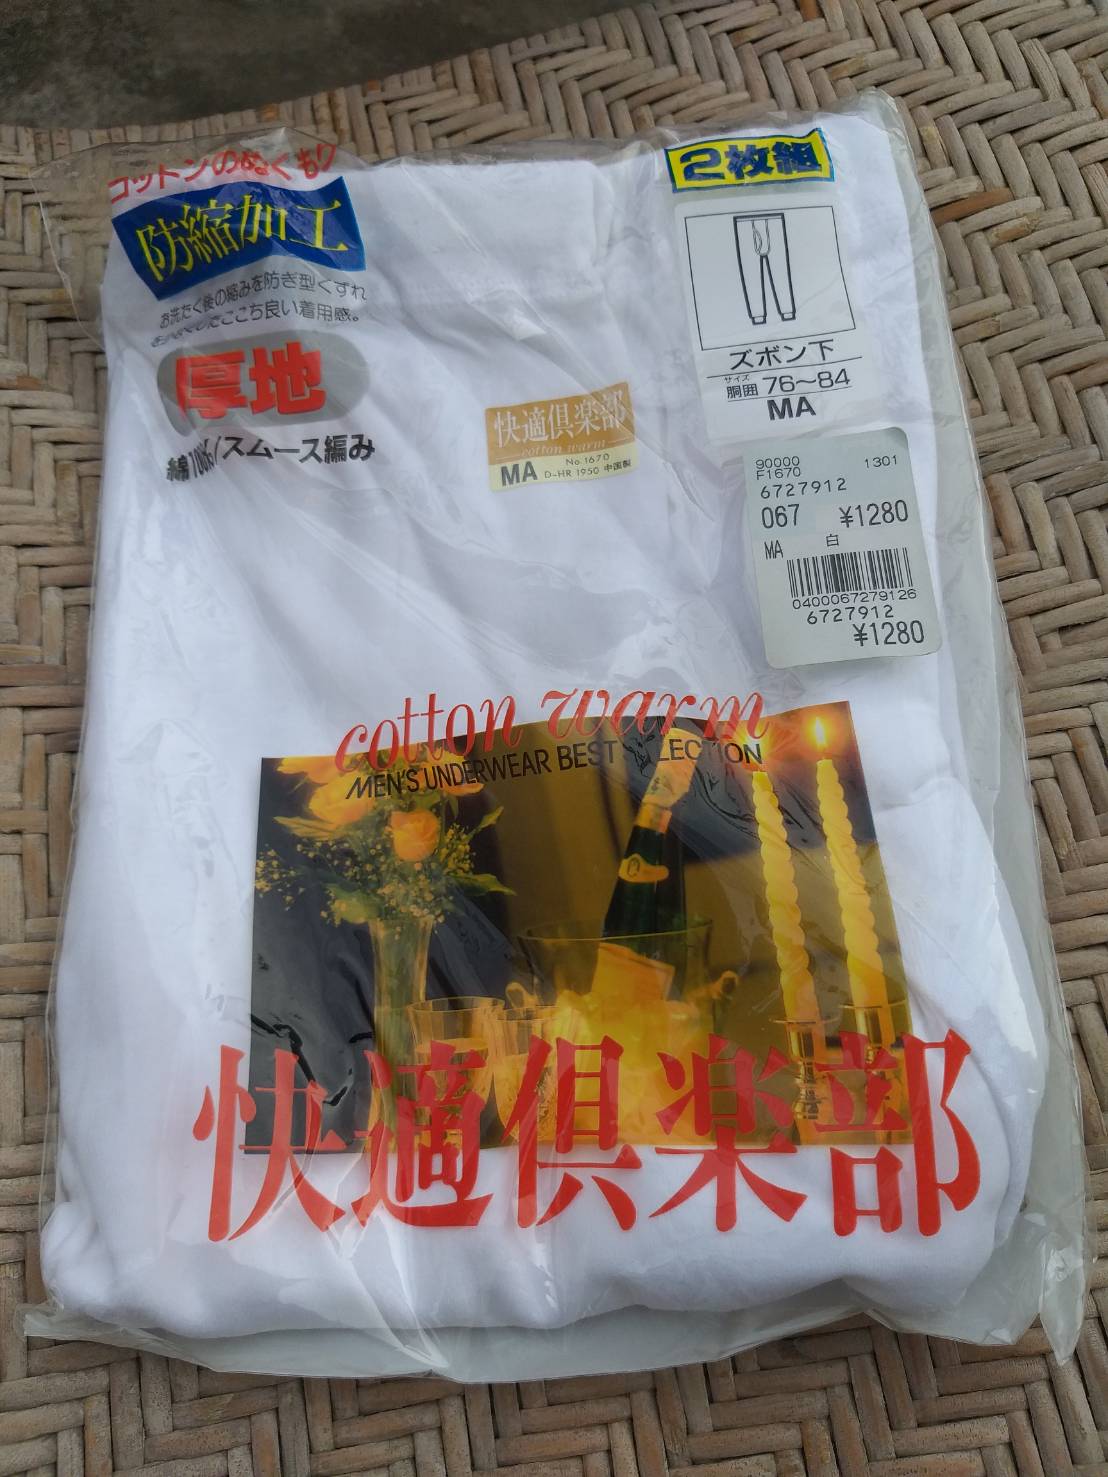 コットンのぬくもり
防縮加工
お洗たく後の縮みを防ぎ型くずれ
ここち良い着用感。
厚地
綿100%/スムース編み
2枚組
ズボン下
サイズ
胴囲 76～84
MA
快適倶楽部
cotton warm
MA No.1670
D-HR 1950 中国製
90000 1301
F1670
6727912
067 ¥1280
MA 白
0400067279126
6727912
¥1280
cotton warm
MEN'S UNDERWEAR BEST SELECTION
快適倶楽部